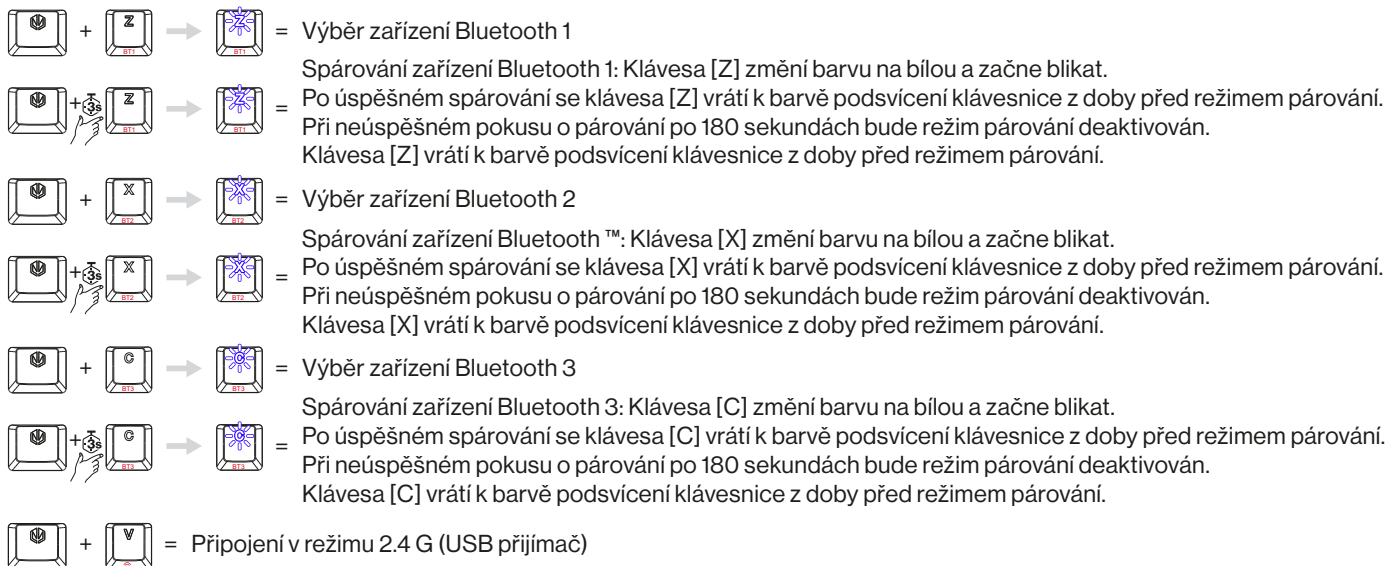 + Z BT1 Z BT1 = Výběr zařízení Bluetooth 1
Spárování zařízení Bluetooth 1: Klávesa [Z] změní barvu na bílou a začne blikat.
+ 3s Z BT1 Z BT1 = Po úspěšném spárování se klávesa [Z] vrátí k barvě podsvícení klávesnice z doby před režimem párování.
Při neúspěšném pokusu o párování po 180 sekundách bude režim párování deaktivován.
Klávesa [Z] vrátí k barvě podsvícení klávesnice z doby před režimem párování.
+ X BT2 X BT2 = Výběr zařízení Bluetooth 2
Spárování zařízení Bluetooth ™: Klávesa [X] změní barvu na bílou a začne blikat.
+ 3s X BT2 X BT2 = Po úspěšném spárování se klávesa [X] vrátí k barvě podsvícení klávesnice z doby před režimem párování.
Při neúspěšném pokusu o párování po 180 sekundách bude režim párování deaktivován.
Klávesa [X] vrátí k barvě podsvícení klávesnice z doby před režimem párování.
+ C BT3 C BT3 = Výběr zařízení Bluetooth 3
Spárování zařízení Bluetooth 3: Klávesa [C] změní barvu na bílou a začne blikat.
+ 3s C BT3 C BT3 = Po úspěšném spárování se klávesa [C] vrátí k barvě podsvícení klávesnice z doby před režimem párování.
Při neúspěšném pokusu o párování po 180 sekundách bude režim párování deaktivován.
Klávesa [C] vrátí k barvě podsvícení klávesnice z doby před režimem párování.
+ V = Připojení v režimu 2.4 G (USB přijímač)